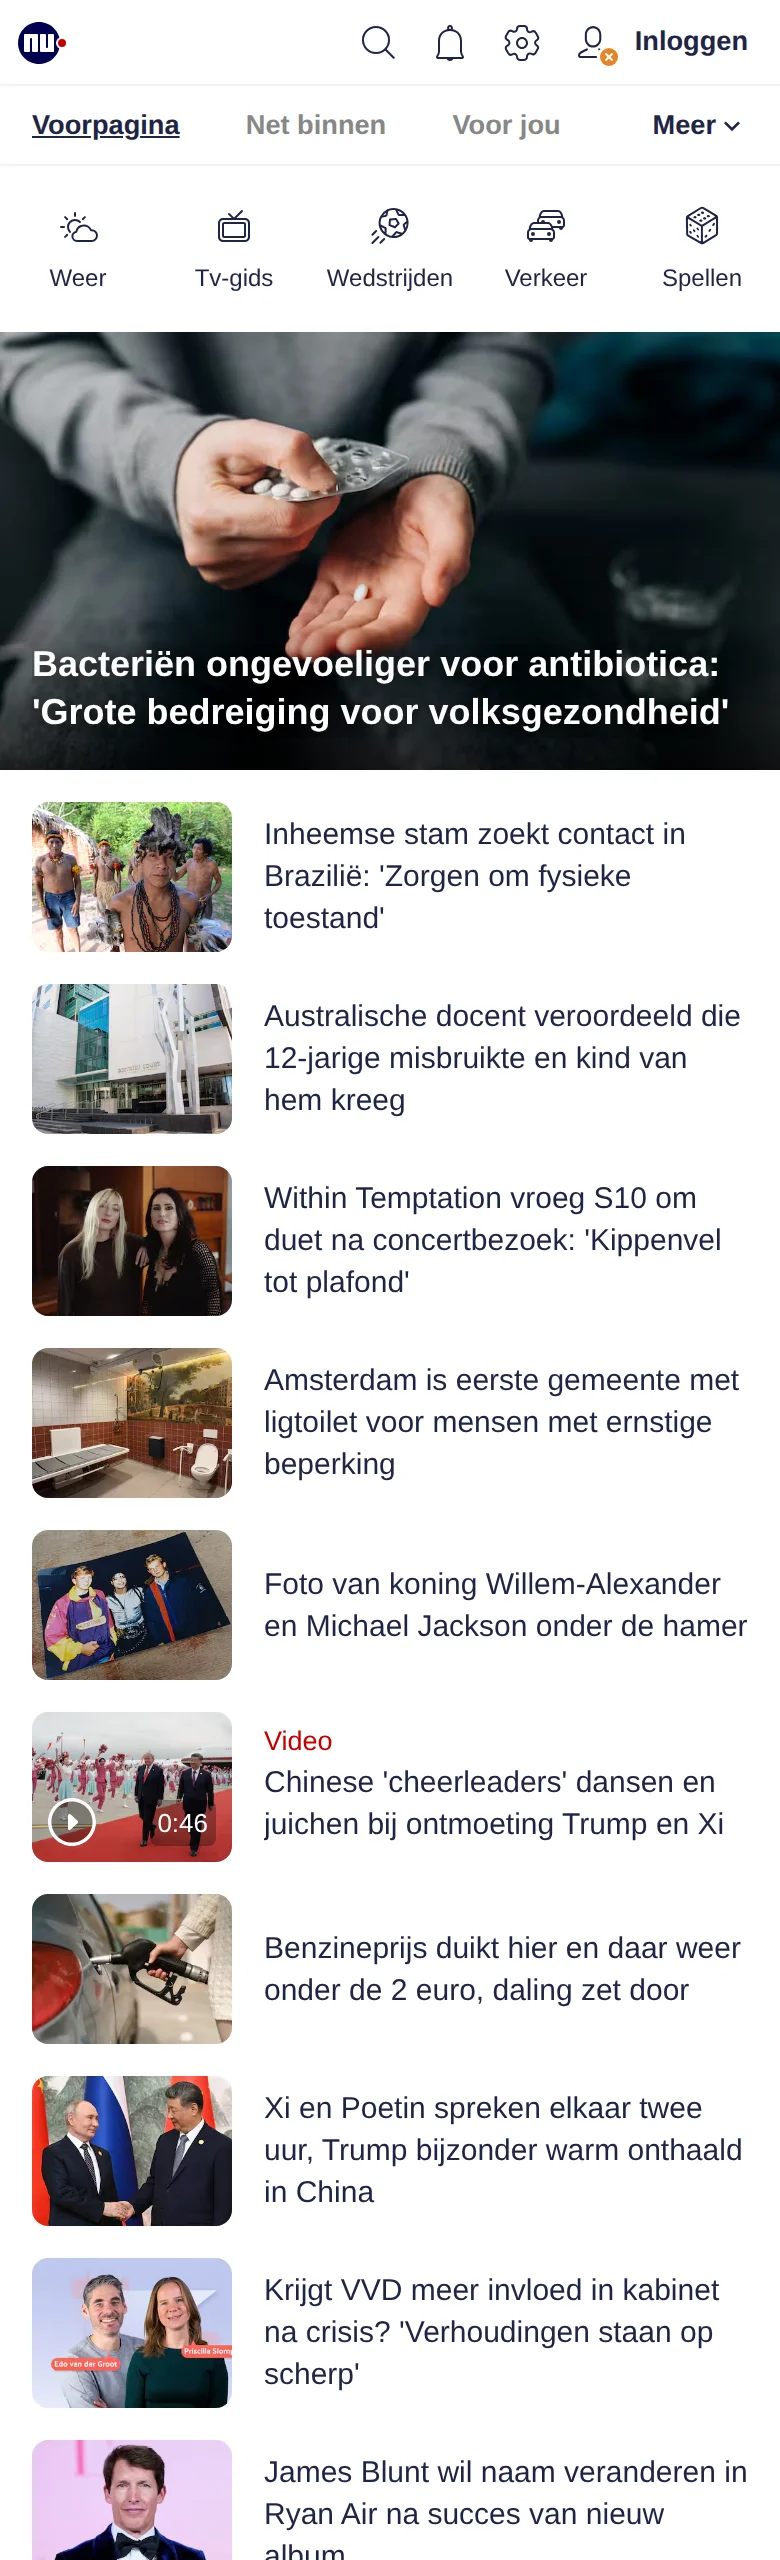 nu
Inloggen
Voorpagina Net binnen Voor jou Meer
Weer Tv-gids Wedstrijden Verkeer Spellen
Bacteriën ongevoeliger voor antibiotica:
'Grote bedreiging voor volksgezondheid'
Inheemse stam zoekt contact in
Brazilië: 'Zorgen om fysieke
toestand'
Australische docent veroordeeld die
12-jarige misbruikte en kind van
hem kreeg
Within Temptation vroeg S10 om
duet na concertbezoek: 'Kippenvel
tot plafond'
Amsterdam is eerste gemeente met
ligtoilet voor mensen met ernstige
beperking
Foto van koning Willem-Alexander
en Michael Jackson onder de hamer
0:46
Video
Chinese 'cheerleaders' dansen en
juichen bij ontmoeting Trump en Xi
Benzineprijs duikt hier en daar weer
onder de 2 euro, daling zet door
Xi en Poetin spreken elkaar twee
uur, Trump bijzonder warm onthaald
in China
Edo van der Groot
Priscilla
Krijgt VVD meer invloed in kabinet
na crisis? 'Verhoudingen staan op
scherp'
James Blunt wil naam veranderen in
Ryan Air na succes van nieuw
album